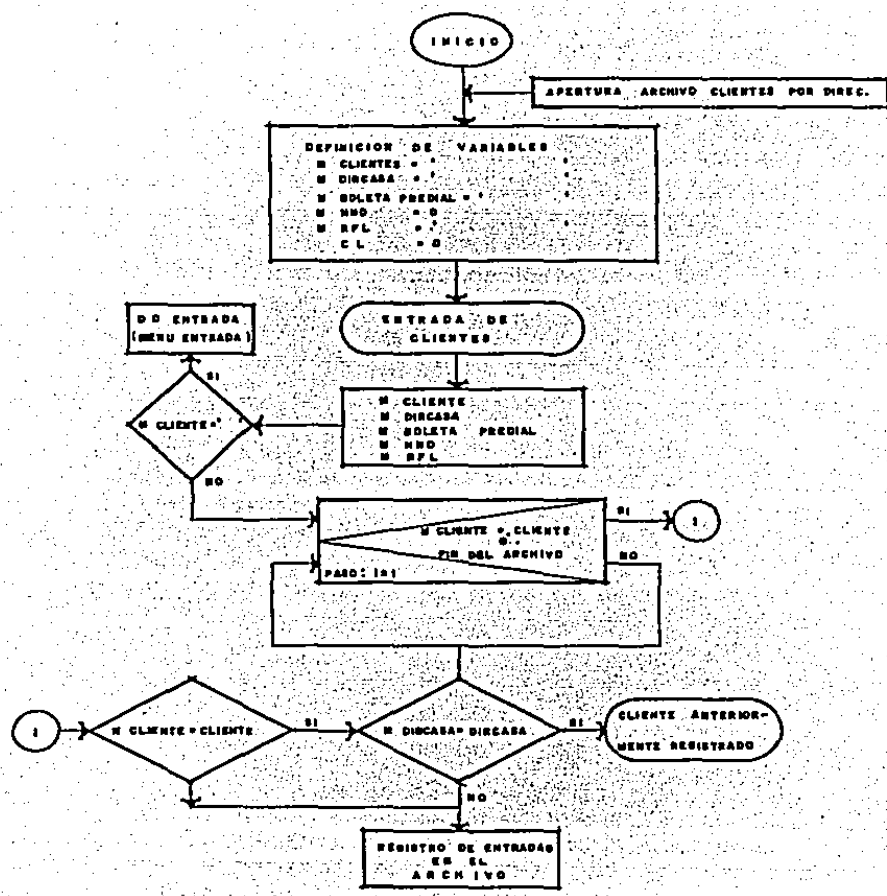 INICIO
APERTURA ARCHIVO CLIENTES POR DIREC.
DEFINICION DE VARIABLES
M CLIENTES = ' '
M DIRCASA = ' '
M BOLETA PREDIAL = ' '
M NNO = 0
M RFL = ' '
C L = 0
DO ENTRADA
(MENU ENTRADA)
ENTRADA DE
CLIENTES
SI
M CLIENTE = ' '
M CLIENTE
M DIRCASA
M BOLETA PREDIAL
M NNO
M RFL
NO
M CLIENTE = CLIENTE
FIN DEL ARCHIVO
PASO: 1
SI
1
NO
1
M CLIENTE = CLIENTE
SI
M DIRCASA = DIRCASA
SI
CLIENTE ANTERIOR-
MENTE REGISTRADO
NO
REGISTRO DE ENTRADAS
EN EL
ARCHIVO